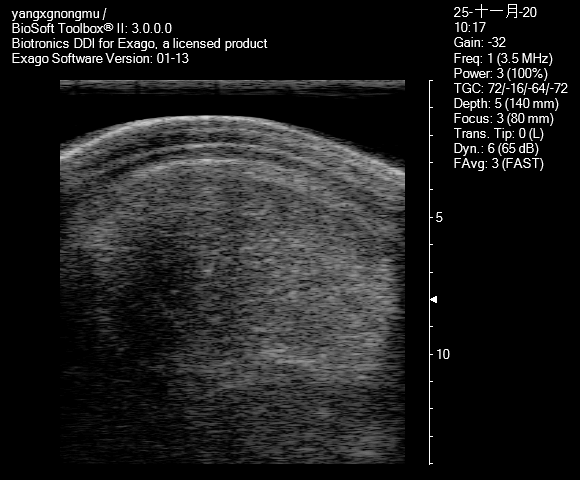 yangxgnongmu /
BioSoft Toolbox® II: 3.0.0.0
Biotronics DDI for Exago, a licensed product
Exago Software Version: 01-13
25-十一月-20
10:17
Gain: -32
Freq: 1 (3.5 MHz)
Power: 3 (100%)
TGC: 72/-16/-64/-72
Depth: 5 (140 mm)
Focus: 3 (80 mm)
Trans. Tip: 0 (L)
Dyn.: 6 (65 dB)
FAvg: 3 (FAST)
5
10